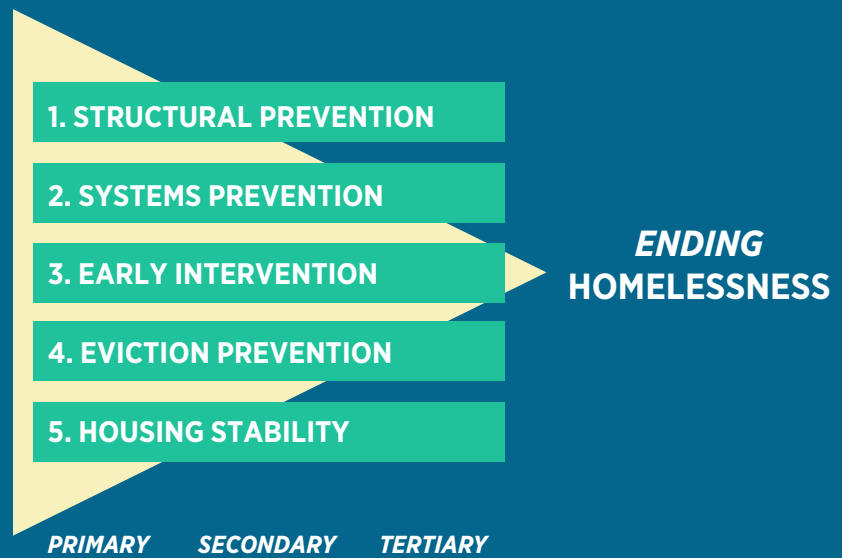 1. STRUCTURAL PREVENTION
2. SYSTEMS PREVENTION
3. EARLY INTERVENTION
4. EVICTION PREVENTION
5. HOUSING STABILITY
ENDING
HOMELESSNESS
PRIMARY SECONDARY TERTIARY